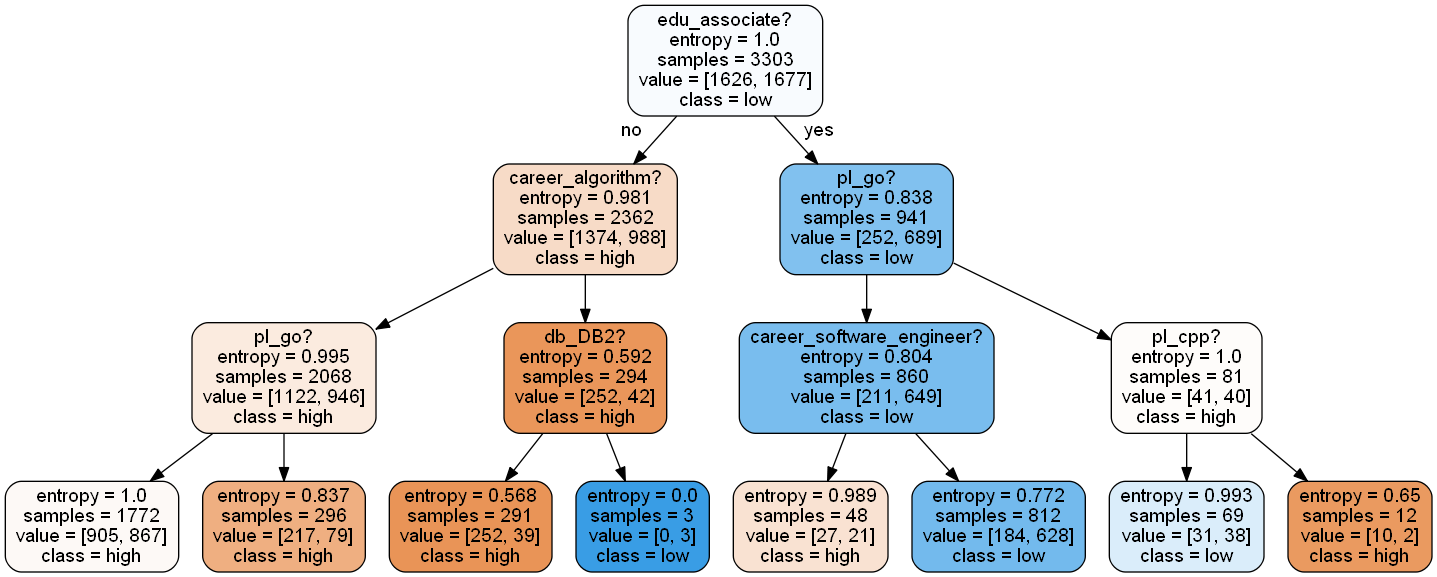 edu_associate?
entropy = 1.0
samples = 3303
value = [1626, 1677]
class = low
no
yes
career_algorithm?
entropy = 0.981
samples = 2362
value = [1374, 988]
class = high
pl_go?
entropy = 0.838
samples = 941
value = [252, 689]
class = low
pl_go?
entropy = 0.995
samples = 2068
value = [1122, 946]
class = high
db_DB2?
entropy = 0.592
samples = 294
value = [252, 42]
class = high
career_software_engineer?
entropy = 0.804
samples = 860
value = [211, 649]
class = low
pl_cpp?
entropy = 1.0
samples = 81
value = [41, 40]
class = high
entropy = 1.0
samples = 1772
value = [905, 867]
class = high
entropy = 0.837
samples = 296
value = [217, 79]
class = high
entropy = 0.568
samples = 291
value = [252, 39]
class = high
entropy = 0.0
samples = 3
value = [0, 3]
class = low
entropy = 0.989
samples = 48
value = [27, 21]
class = high
entropy = 0.772
samples = 812
value = [184, 628]
class = low
entropy = 0.993
samples = 69
value = [31, 38]
class = low
entropy = 0.65
samples = 12
value = [10, 2]
class = high